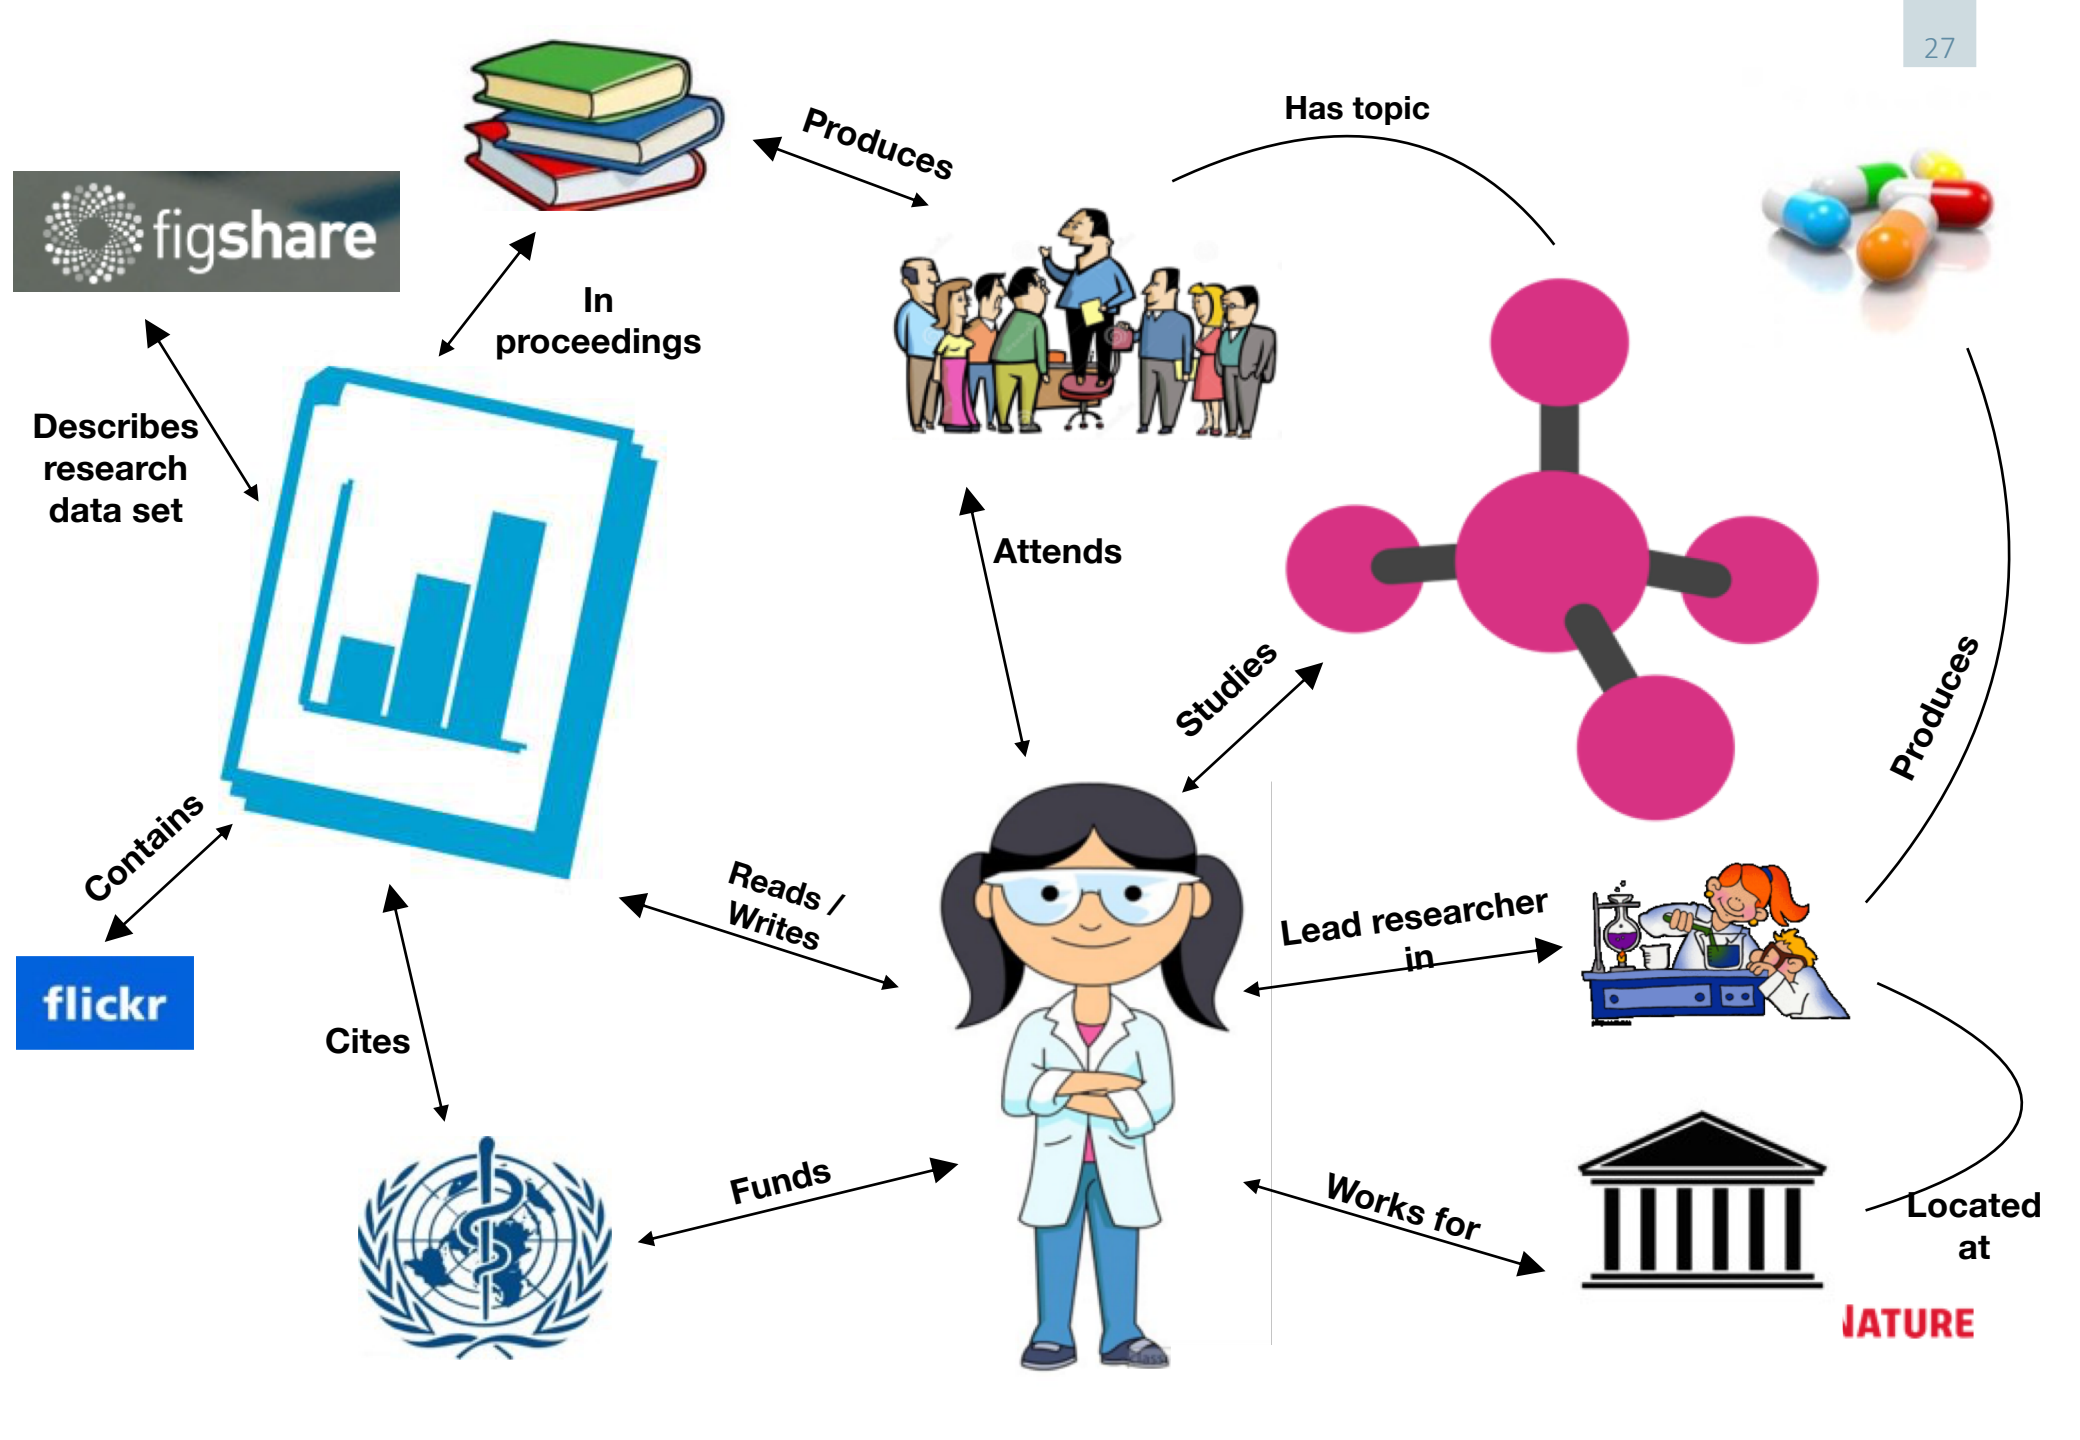 27
Has topic
Produces
figshare
In
proceedings
Describes
research
data set
Attends
Studies
Produces
Contains
Reads /
Writes
Lead researcher
in
flickr
Cites
Funds
Works for
Located
at
NATURE